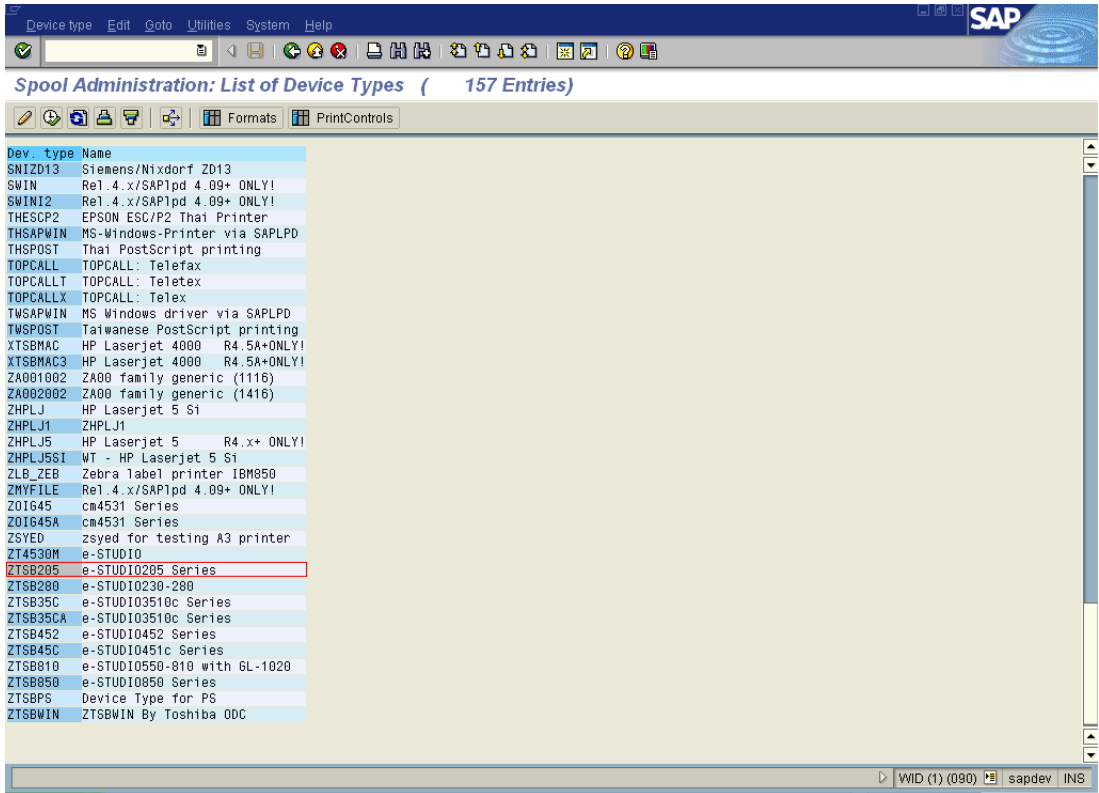 Device type Edit Goto Utilities System Help
SAP
Spool Administration: List of Device Types ( 157 Entries)
Formats PrintControls
Dev. type Name
SNIZD13 Siemens/Nixdorf ZD13
SWIN Rel.4.x/SAPlpd 4.09+ ONLY!
SWINI2 Rel.4.x/SAPlpd 4.09+ ONLY!
THESCP2 EPSON ESC/P2 Thai Printer
THSAPWIN MS-Windows-Printer via SAPLPD
THSPOST Thai PostScript printing
TOPCALL TOPCALL: Telefax
TOPCALLT TOPCALL: Teletex
TOPCALLX TOPCALL: Telex
TWSAPWIN MS Windows driver via SAPLPD
TWSPOST Taiwanese PostScript printing
XTSBMAC HP Laserjet 4000 R4.5A+ONLY!
XTSBMAC3 HP Laserjet 4000 R4.5A+ONLY!
ZA001002 ZA00 family generic (1116)
ZA002002 ZA00 family generic (1416)
ZHPLJ HP Laserjet 5 Si
ZHPLJ1 ZHPLJ1
ZHPLJ5 HP Laserjet 5 R4.x+ ONLY!
ZHPLJ5SI WT - HP Laserjet 5 Si
ZLB_ZEB Zebra label printer IBM850
ZMYFILE Rel.4.x/SAPlpd 4.09+ ONLY!
ZOIG45 cm4531 Series
ZOIG45A cm4531 Series
ZSYED zsyed for testing A3 printer
ZT4530M e-STUDIO
ZTSB205 e-STUDIO205 Series
ZTSB280 e-STUDIO230-280
ZTSB35C e-STUDIO3510c Series
ZTSB35CA e-STUDIO3510c Series
ZTSB452 e-STUDIO452 Series
ZTSB45C e-STUDIO451c Series
ZTSB810 e-STUDIO550-810 with GL-1020
ZTSB850 e-STUDIO850 Series
ZTSBPS Device Type for PS
ZTSBWIN ZTSBWIN By Toshiba ODC
WID (1) (090) sapdev INS